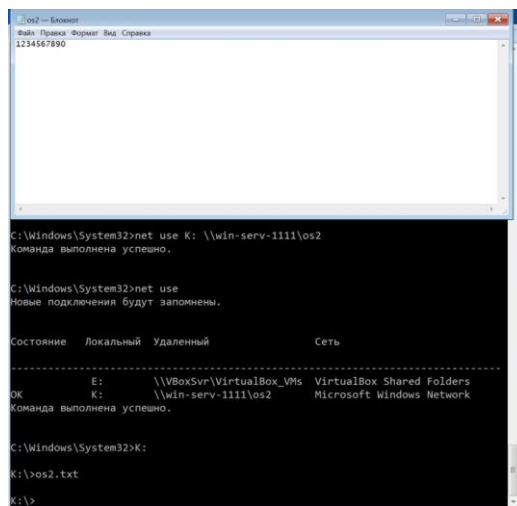 os2 — Блокнот
Файл Правка Формат Вид Справка
1234567890
C:\Windows\System32>net use K: \\win-serv-1111\os2
Команда выполнена успешно.
C:\Windows\System32>net use
Новые подключения будут запомнены.
Состояние Локальный Удаленный Сеть
-------------------------------------------------------------------------------
E: \\VBoxSvr\VirtualBox_VMs VirtualBox Shared Folders
OK K: \\win-serv-1111\os2 Microsoft Windows Network
Команда выполнена успешно.
C:\Windows\System32>K:
K:\>os2.txt
K:\>